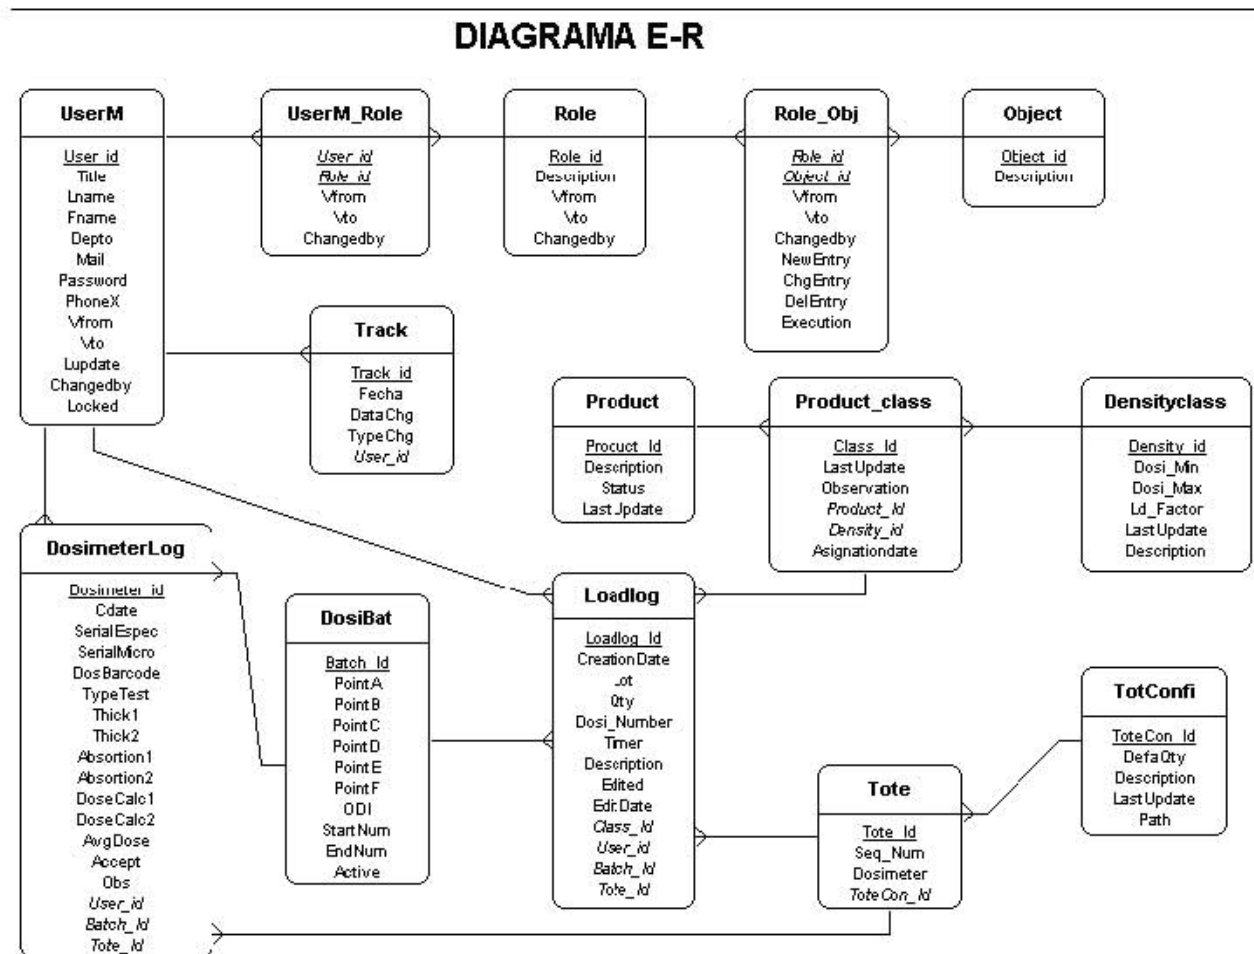 DIAGRAMA E-R
UserM
User_id
Title
Lname
Fname
Depto
Mail
Password
PhoneX
Vfrom
Vto
Lupdate
Changedby
Locked
UserM_Role
User_id
Role_id
Vfrom
Vto
Changedby
Role
Role_id
Description
Vfrom
Vto
Changedby
Role_Obj
Role_id
Object_id
Vfrom
Vto
Changedby
NewEntry
ChgEntry
DelEntry
Execution
Object
Object_id
Description
Track
Track_id
Fecha
DataChg
TypeChg
User_id
Product
Product_Id
Description
Status
LastUpdate
Product_class
Class_Id
LastUpdate
Observation
Product_Id
Density_id
Asignationdate
Densityclass
Density_id
Dosi_Min
Dosi_Max
Ld_Factor
LastUpdate
Description
DosimeterLog
Dosimeter_id
Cdate
SerialEspec
SerialMicro
DosBarcode
TypeTest
Thick1
Thick2
Absortion1
Absortion2
DoseCalc1
DoseCalc2
AvgDose
Accept
Obs
User_id
Batch_Id
Tote_Id
DosiBat
Batch_Id
PointA
PointB
PointC
PointD
PointE
PointF
ODI
StartNum
EndNum
Active
Loadlog
Loadlog_Id
CreationDate
Lot
Qty
Dosi_Number
Timer
Description
Edited
EditDate
Class_Id
User_id
Batch_Id
Tote_Id
Tote
Tote_Id
Seq_Num
Dosimeter
ToteCon_Id
TotConfi
ToteCon_Id
DefaQty
Description
LastUpdate
Path